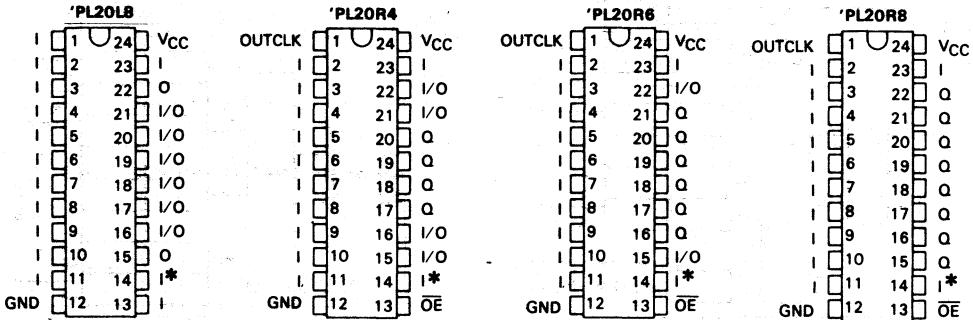 'PL20L8
I 1 24 VCC
I 2 23 I
I 3 22 O
I 4 21 I/O
I 5 20 I/O
I 6 19 I/O
I 7 18 I/O
I 8 17 I/O
I 9 16 I/O
I 10 15 O
I 11 14 I*
GND 12 13 I
'PL20R4
OUTCLK 1 24 VCC
I 2 23 I
I 3 22 I/O
I 4 21 I/O
I 5 20 Q
I 6 19 Q
I 7 18 Q
I 8 17 Q
I 9 16 I/O
I 10 15 I/O
I 11 14 I*
GND 12 13 O̅E̅
'PL20R6
OUTCLK 1 24 VCC
I 2 23 I
I 3 22 I/O
I 4 21 Q
I 5 20 Q
I 6 19 Q
I 7 18 Q
I 8 17 Q
I 9 16 Q
I 10 15 I/O
I 11 14 I*
GND 12 13 O̅E̅
'PL20R8
OUTCLK 1 24 VCC
I 2 23 I
I 3 22 Q
I 4 21 Q
I 5 20 Q
I 6 19 Q
I 7 18 Q
I 8 17 Q
I 9 16 Q
I 10 15 Q
I 11 14 I*
GND 12 13 O̅E̅